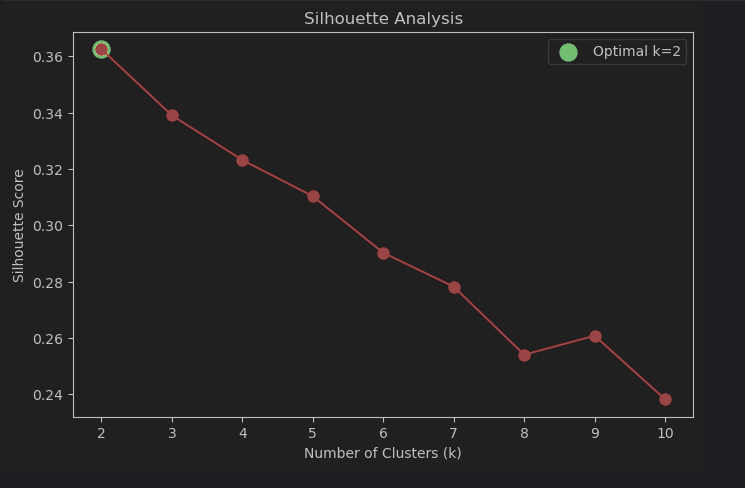 Silhouette Analysis
Optimal k=2
Silhouette Score
0.36
0.34
0.32
0.30
0.28
0.26
0.24
2 3 4 5 6 7 8 9 10
Number of Clusters (k)